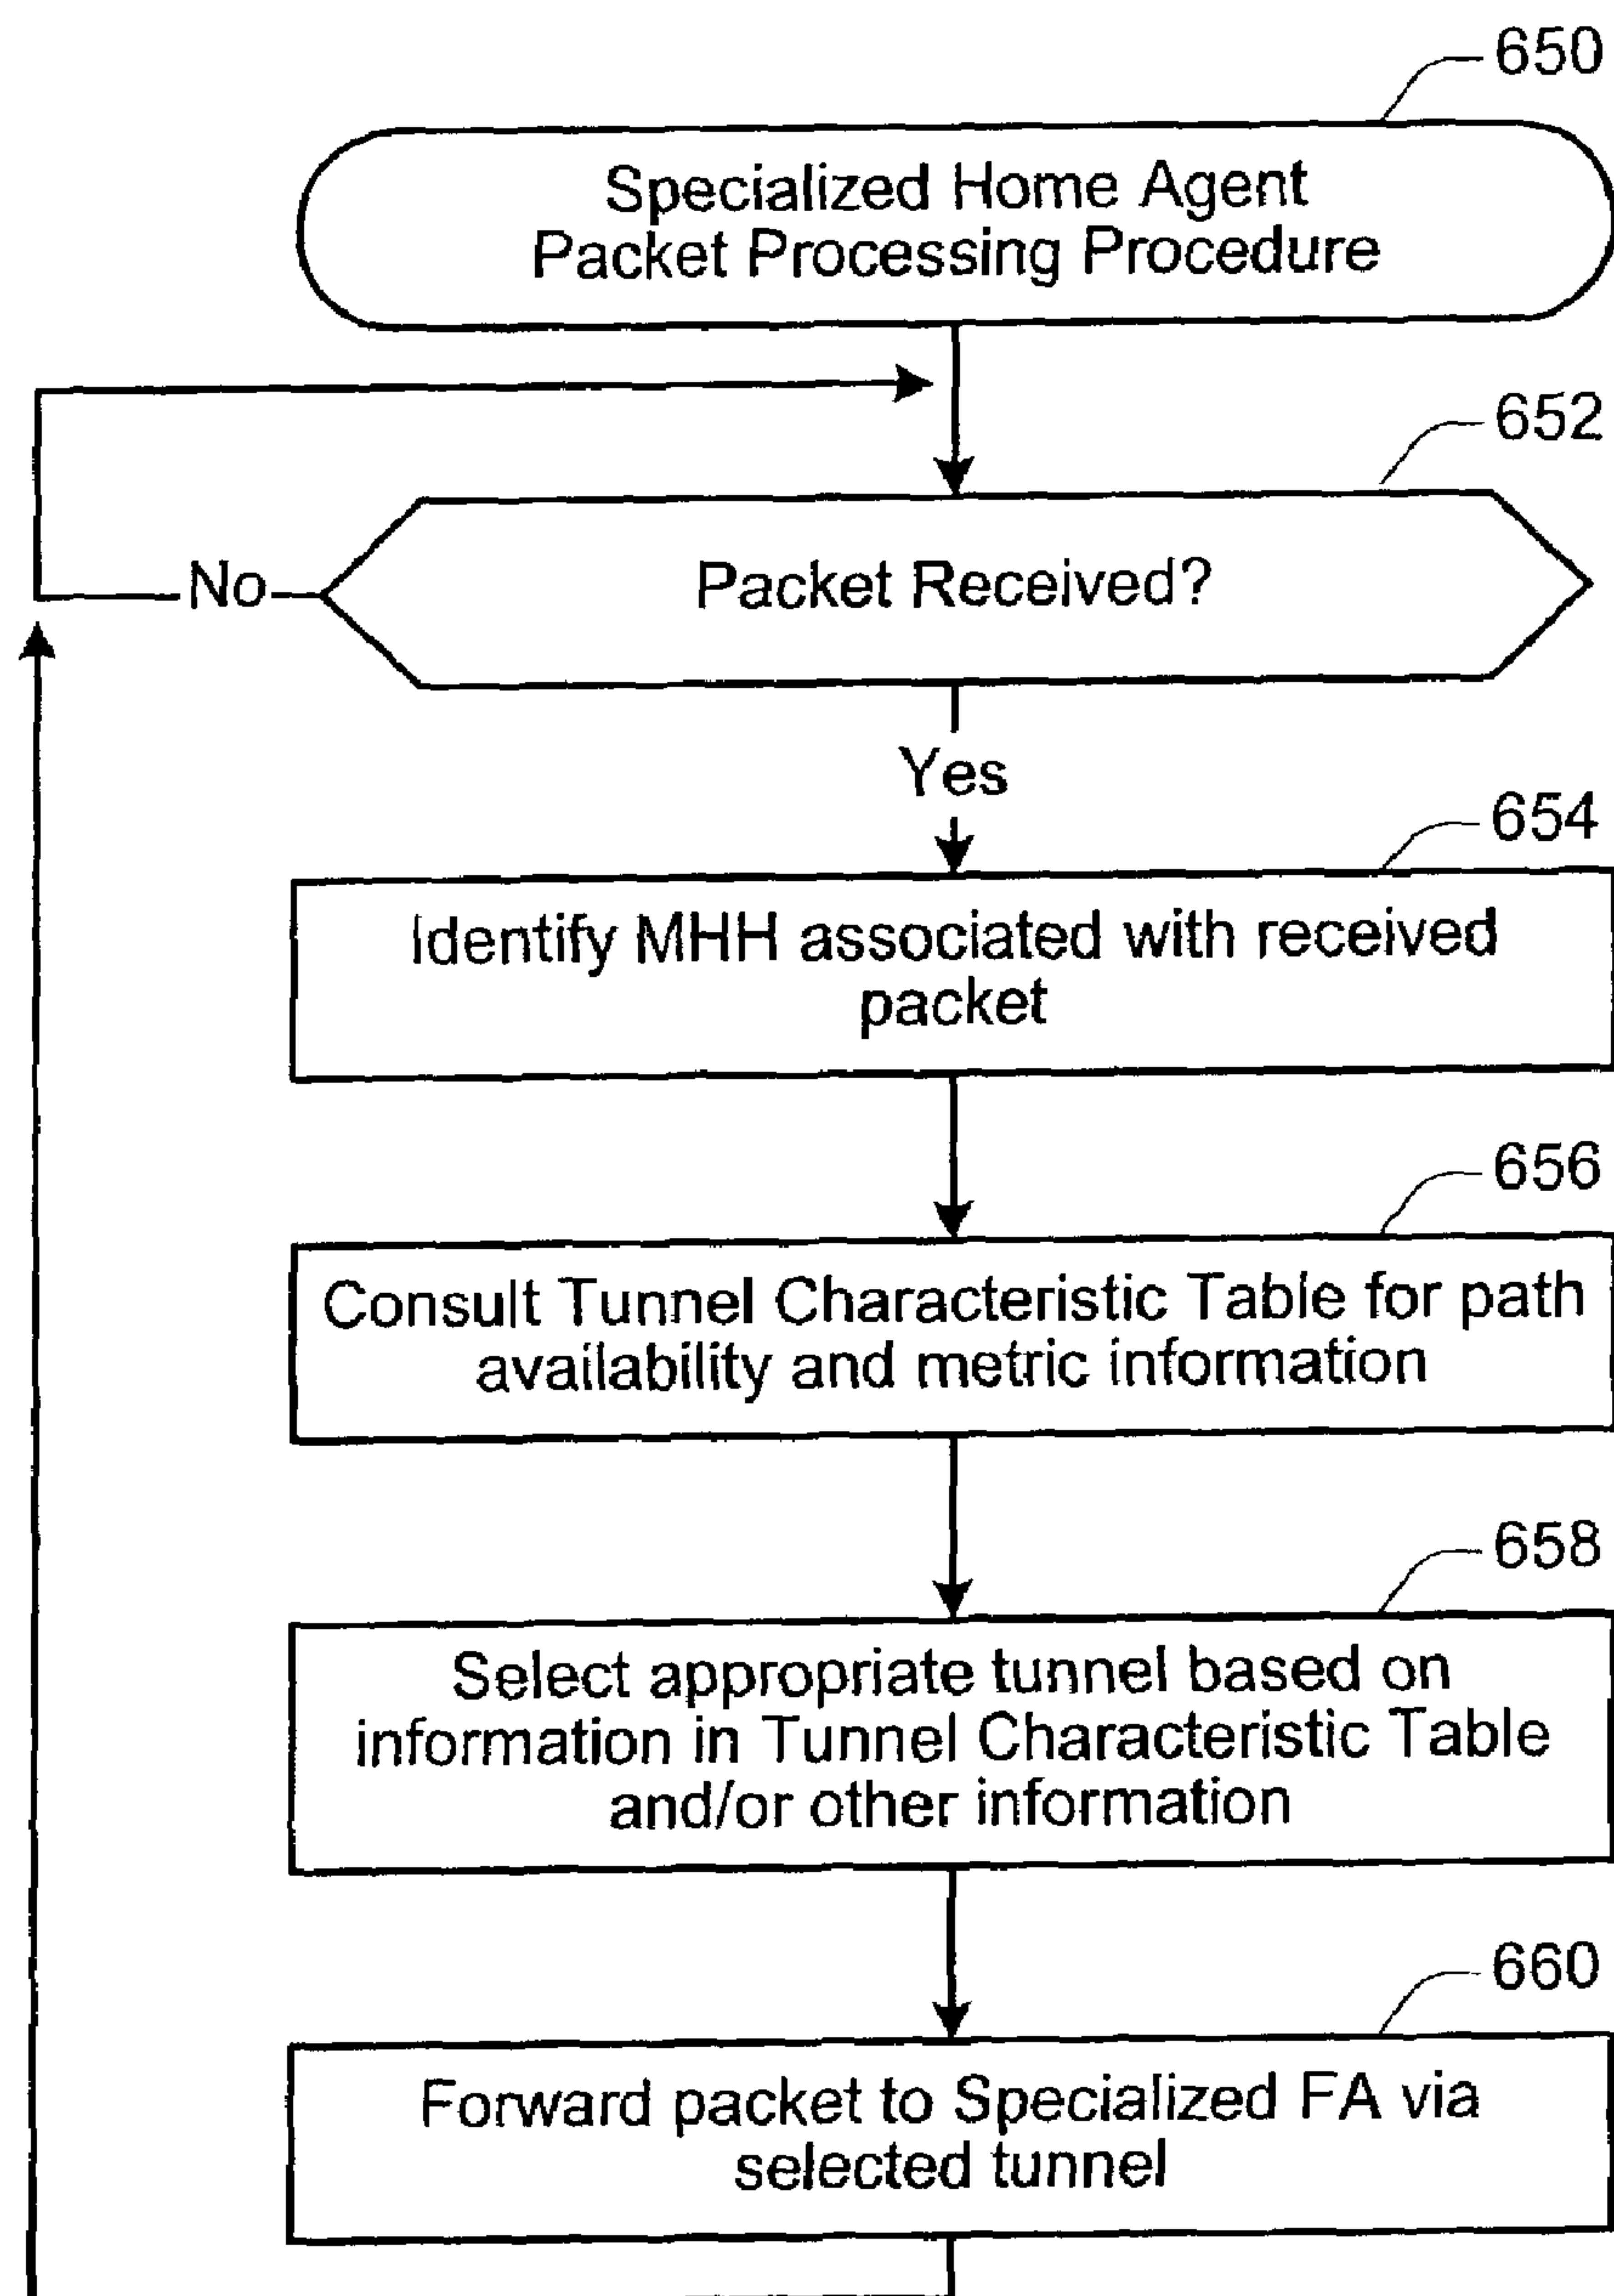 650
Specialized Home Agent
Packet Processing Procedure
652
Packet Received?
No
Yes
654
Identify MHH associated with received
packet
656
Consult Tunnel Characteristic Table for path
availability and metric information
658
Select appropriate tunnel based on
information in Tunnel Characteristic Table
and/or other information
660
Forward packet to Specialized FA via
selected tunnel